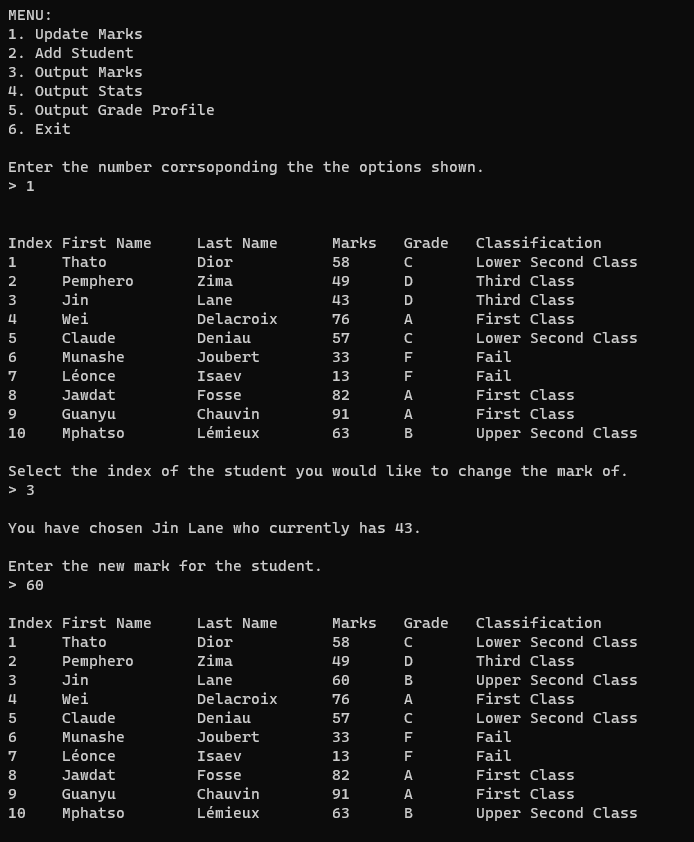 MENU:
1. Update Marks
2. Add Student
3. Output Marks
4. Output Stats
5. Output Grade Profile
6. Exit
Enter the number corrsoponding the the options shown.
> 1
Index First Name     Last Name      Marks   Grade   Classification
1     Thato          Dior           58      C       Lower Second Class
2     Pemphero       Zima           49      D       Third Class
3     Jin            Lane           43      D       Third Class
4     Wei            Delacroix      76      A       First Class
5     Claude         Deniau         57      C       Lower Second Class
6     Munashe        Joubert        33      F       Fail
7     Léonce         Isaev          13      F       Fail
8     Jawdat         Fosse          82      A       First Class
9     Guanyu         Chauvin        91      A       First Class
10    Mphatso        Lémieux        63      B       Upper Second Class
Select the index of the student you would like to change the mark of.
> 3
You have chosen Jin Lane who currently has 43.
Enter the new mark for the student.
> 60
Index First Name     Last Name      Marks   Grade   Classification
1     Thato          Dior           58      C       Lower Second Class
2     Pemphero       Zima           49      D       Third Class
3     Jin            Lane           60      B       Upper Second Class
4     Wei            Delacroix      76      A       First Class
5     Claude         Deniau         57      C       Lower Second Class
6     Munashe        Joubert        33      F       Fail
7     Léonce         Isaev          13      F       Fail
8     Jawdat         Fosse          82      A       First Class
9     Guanyu         Chauvin        91      A       First Class
10    Mphatso        Lémieux        63      B       Upper Second Class